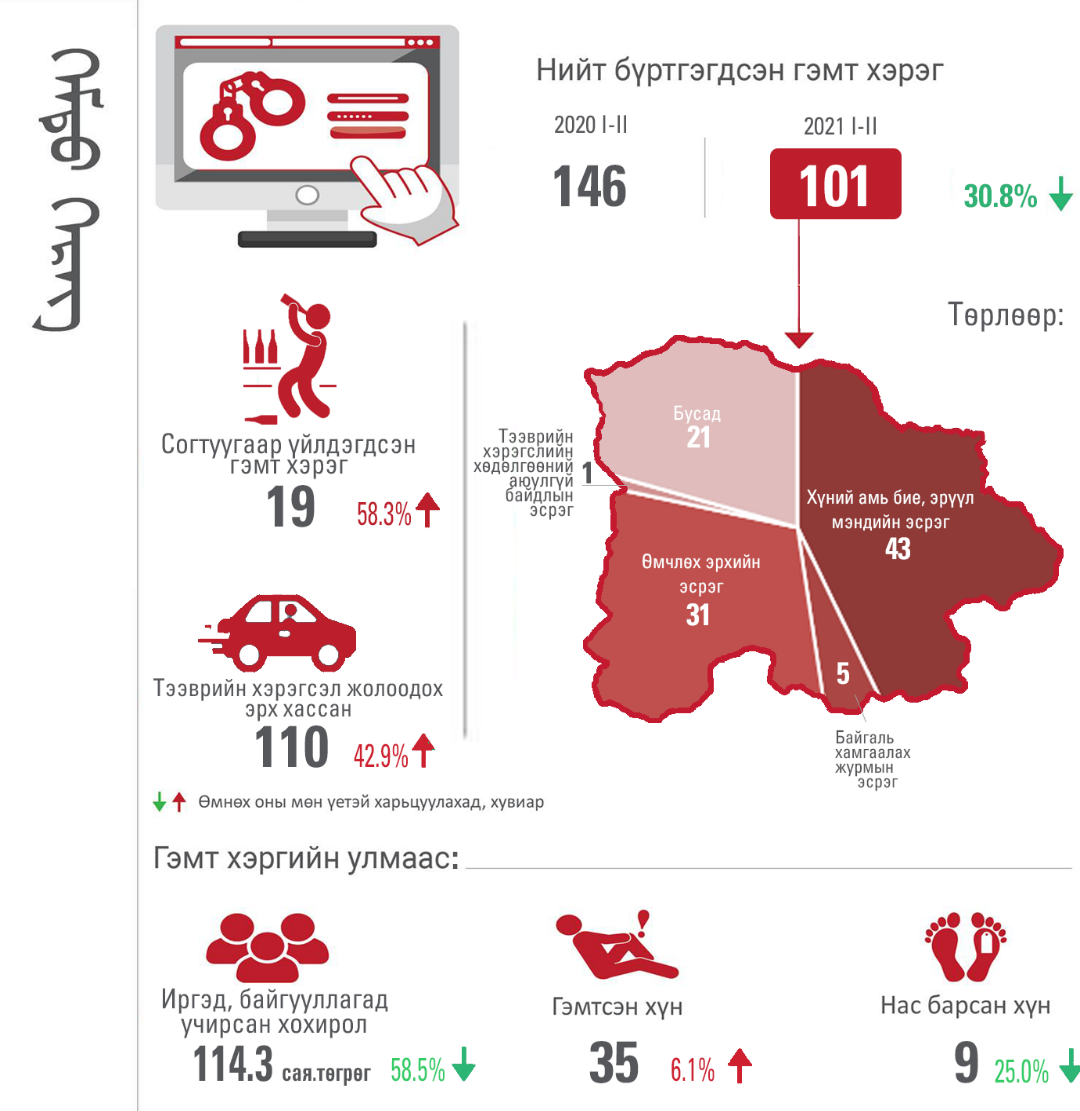 ᠭᠡᠮᠲᠦ
ᠬᠡᠷᠡᠭ
Нийт бүртгэгдсэн гэмт хэрэг
2020 I-II
2021 I-II
146
101
30.8%
Төрлөөр:
Согтуугаар үйлдэгдсэн
гэмт хэрэг
19
58.3%
Тээврийн хэрэгсэл жолоодох
эрх хассан
110
42.9%
Өмнөх оны мөн үетэй харьцуулахад, хувиар
Бусад
21
Тээврийн
хэрэгслийн
хөдөлгөөний
аюулгүй
байдлын
эсрэг
1
Хүний амь бие, эрүүл
мэндийн эсрэг
43
Өмчлөх эрхийн
эсрэг
31
5
Байгаль
хамгаалах
журмын
эсрэг
Гэмт хэргийн улмаас:
Иргэд, байгууллагад
учирсан хохирол
114.3 сая.төгрөг
58.5%
Гэмтсэн хүн
35
6.1%
Нас барсан хүн
9
25.0%